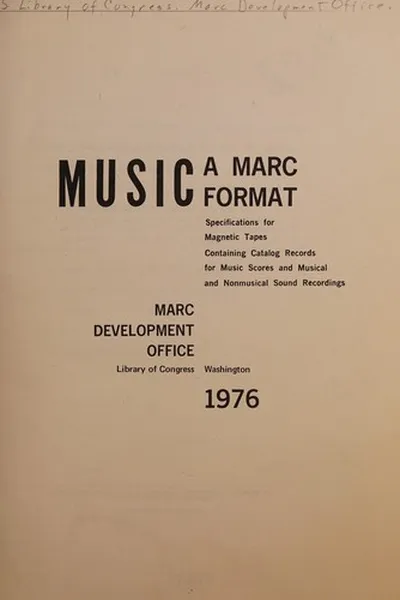 S Library of Congress. Marc Development Office.
MUSIC A MARC
FORMAT
Specifications for
Magnetic Tapes
Containing Catalog Records
for Music Scores and Musical
and Nonmusical Sound Recordings
MARC
DEVELOPMENT
OFFICE
Library of Congress Washington
1976